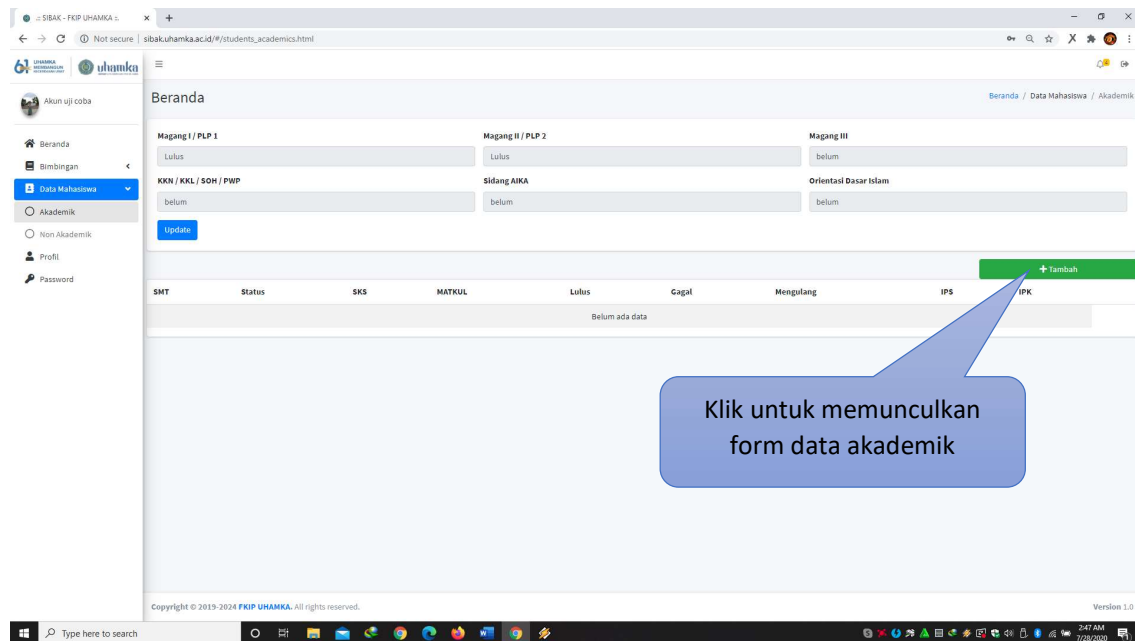 .:: SIBAK - FKIP UHAMKA ::.
Not secure | sibak.uhamka.ac.id/#/students_academics.html
61 UHAMKA
uhamka
Akun uji coba
Beranda
Beranda / Data Mahasiswa / Akademik
Beranda
Bimbingan
Data Mahasiswa
Akademik
Non Akademik
Profil
Password
Magang I / PLP 1
Magang II / PLP 2
Magang III
Lulus
Lulus
belum
KKN / KKL / SOH / PWP
Sidang AIKA
Orientasi Dasar Islam
belum
belum
belum
Update
+ Tambah
SMT Status SKS MATKUL Lulus Gagal Mengulang IPS IPK
Belum ada data
Klik untuk memunculkan
form data akademik
Copyright © 2019-2024 FKIP UHAMKA. All rights reserved.
Version 1.0
Type here to search
2:47 AM
7/28/2020